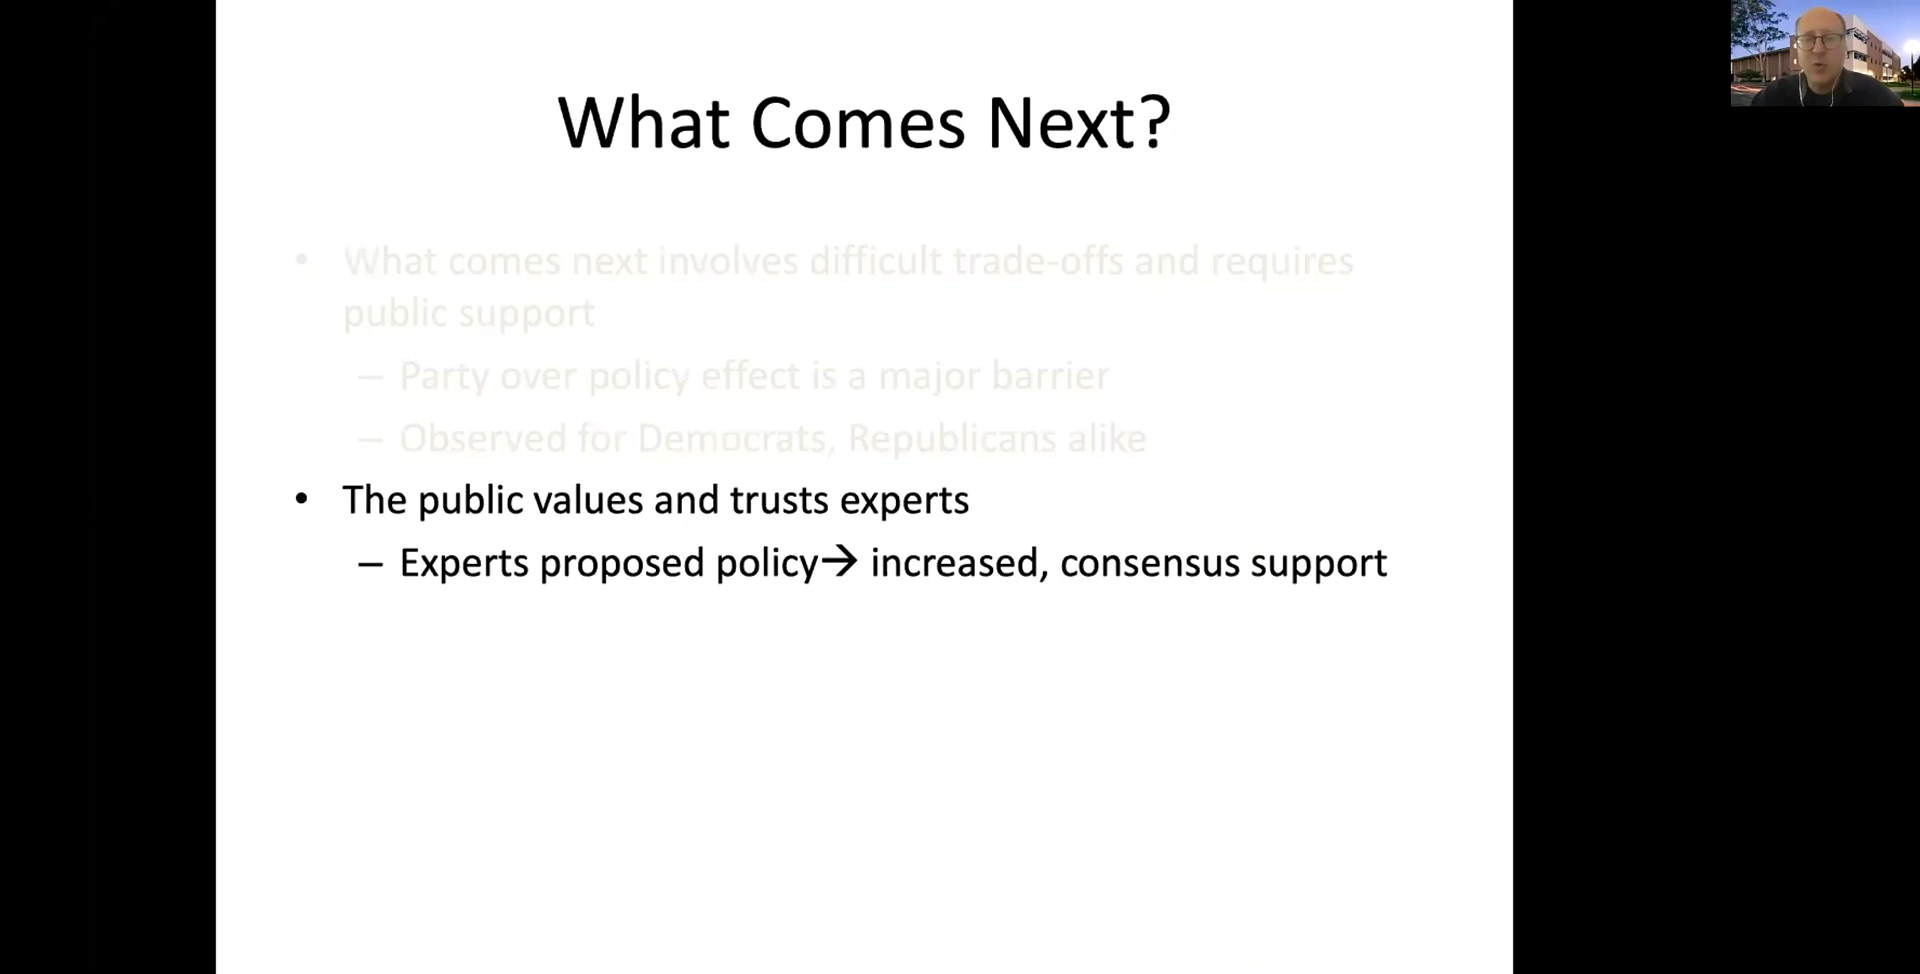 What Comes Next?
• What comes next involves difficult trade-offs and requires
public support
– Party over policy effect is a major barrier
– Observed for Democrats, Republicans alike
• The public values and trusts experts
– Experts proposed policy→ increased, consensus support